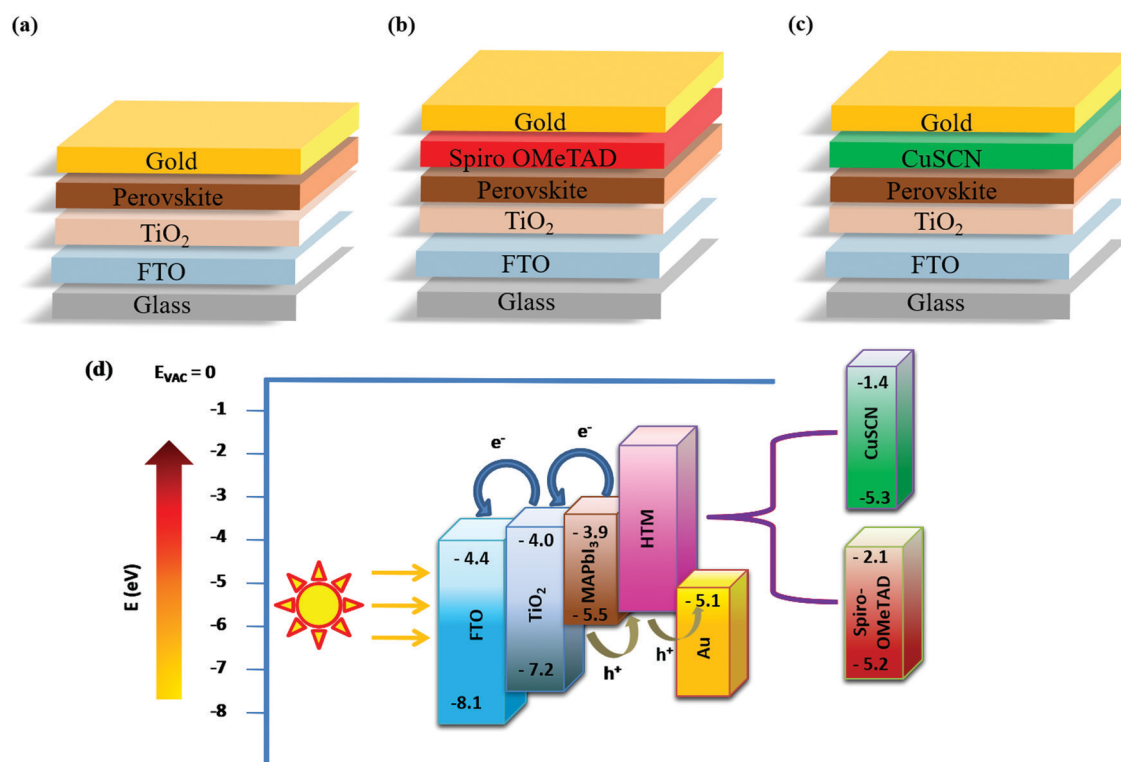 (a)
Gold
Perovskite
TiO₂
FTO
Glass
(b)
Gold
Spiro OMeTAD
Perovskite
TiO₂
FTO
Glass
(c)
Gold
CuSCN
Perovskite
TiO₂
FTO
Glass
(d)
E_VAC = 0
-1
-2
-3
-4
-5
-6
-7
-8
E (eV)
e⁻
e⁻
- 4.4
FTO
-8.1
- 4.0
TiO₂
- 7.2
- 3.9
MAPbI₃
- 5.5
HTM
h⁺
h⁺
- 5.1
Au
-1.4
CuSCN
-5.3
- 2.1
Spiro-
OMeTAD
- 5.2